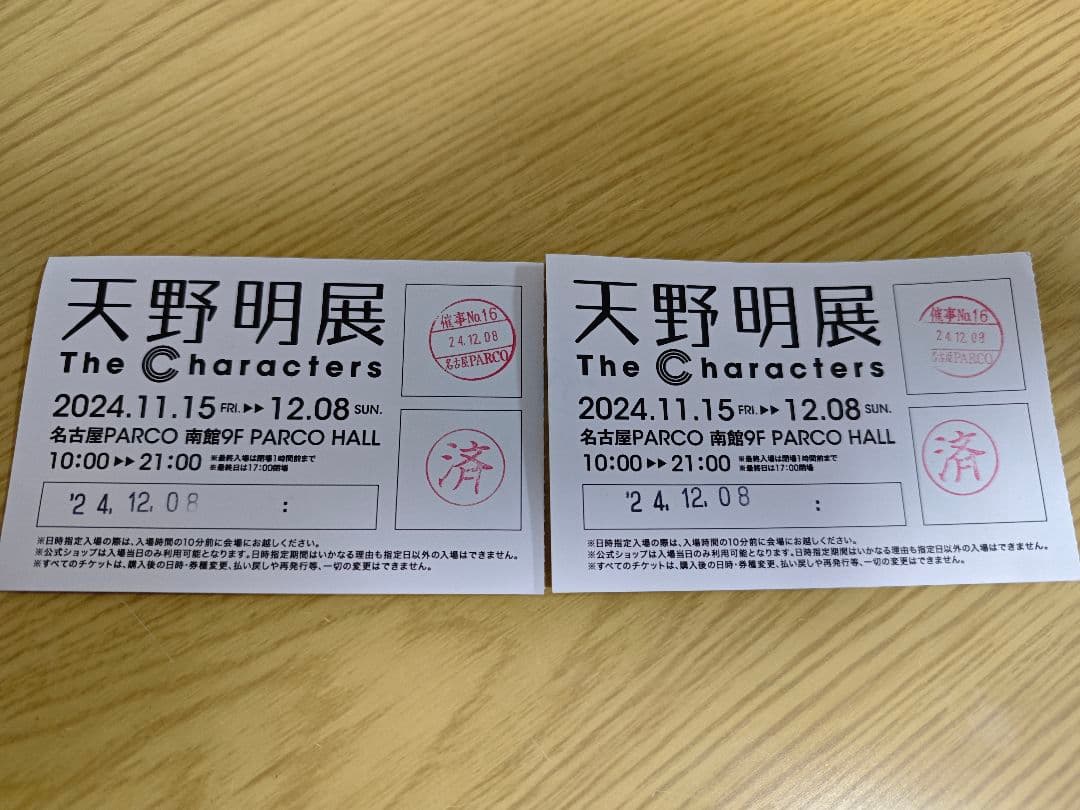 天野明展
The Characters
2024.11.15 FRI. ▶▶ 12.08 SUN.
名古屋PARCO 南館9F PARCO HALL
10:00 ▶▶ 21:00 ※最終入場は閉場1時間前まで
※最終日は17:00閉場
'24.12.08 :
※日時指定入場の際は、入場時間の10分前に会場にお越しください。
※公式ショップは入場当日のみ利用可能となります。日時指定期間はいかなる理由も指定日以外の入場はできません。
※すべてのチケットは、購入後の日時・券種変更、払い戻しや再発行等、一切の変更はできません。
催事No.16
24.12.08
名古屋PARCO
済
天野明展
The Characters
2024.11.15 FRI. ▶▶ 12.08 SUN.
名古屋PARCO 南館9F PARCO HALL
10:00 ▶▶ 21:00 ※最終入場は閉場1時間前まで
※最終日は17:00閉場
'24.12.08 :
※日時指定入場の際は、入場時間の10分前に会場にお越しください。
※公式ショップは入場当日のみ利用可能となります。日時指定期間はいかなる理由も指定日以外の入場はできません。
※すべてのチケットは、購入後の日時・券種変更、払い戻しや再発行等、一切の変更はできません。
催事No.16
24.12.08
名古屋PARCO
済